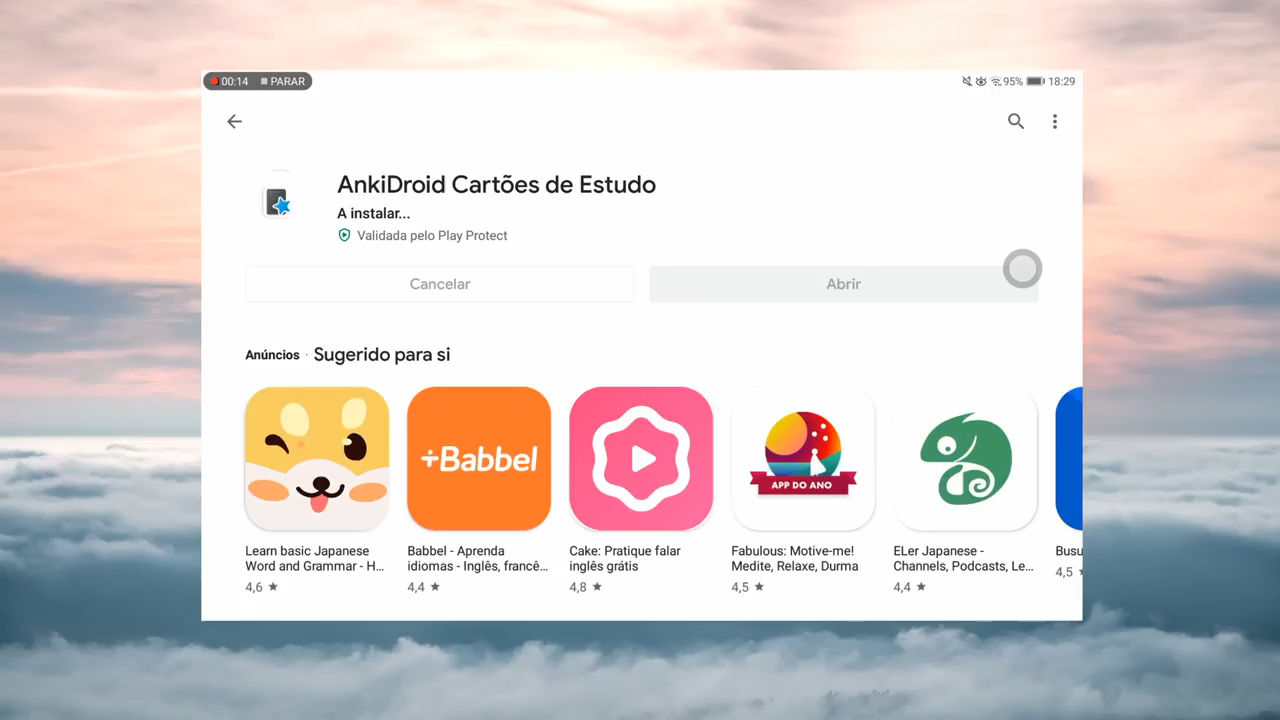 00:14 PARAR
95% 18:29
AnkiDroid Cartões de Estudo
A instalar...
Validada pelo Play Protect
Cancelar
Abrir
Anúncios · Sugerido para si
+Babbel
APP DO ANO
Learn basic Japanese
Word and Grammar - H...
4,6 ★
Babbel - Aprenda
idiomas - Inglês, francê...
4,4 ★
Cake: Pratique falar
inglês grátis
4,8 ★
Fabulous: Motive-me!
Medite, Relaxe, Durma
4,5 ★
ELer Japanese -
Channels, Podcasts, Le...
4,4 ★
Busu
4,5